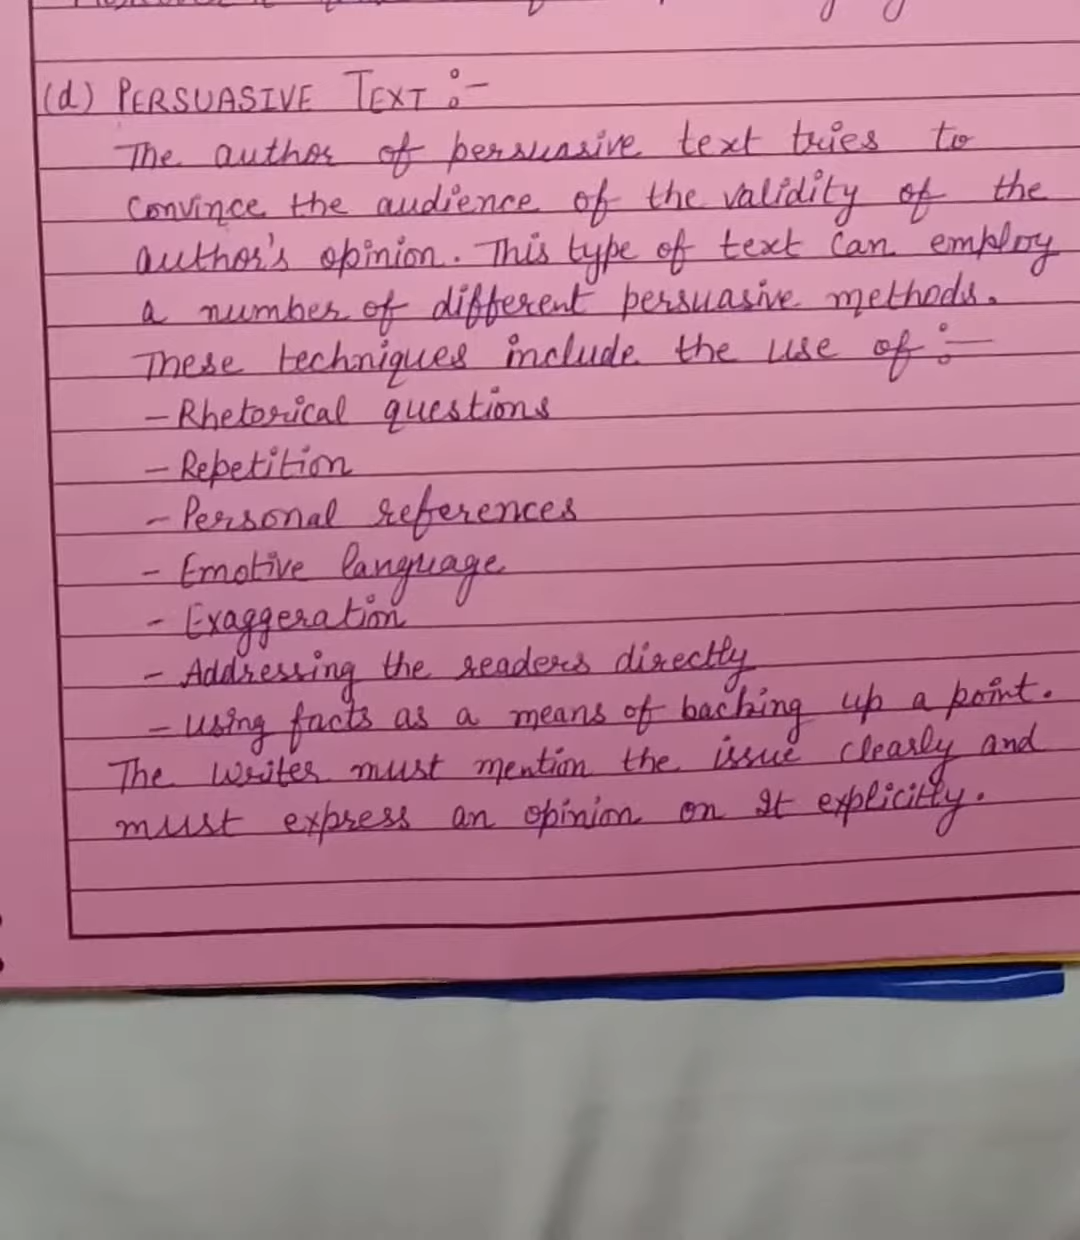 (d) PERSUASIVE TEXT :-
The author of persuasive text tries to
convince the audience of the validity of the
author's opinion. This type of text can employ
a number of different persuasive methods.
These techniques include the use of :-
- Rhetorical questions
- Repetition
- Personal references
- Emotive language
- Exaggeration
- Addressing the readers directly
- using facts as a means of backing up a point.
The writer must mention the issue clearly and
must express an opinion on It explicitly.